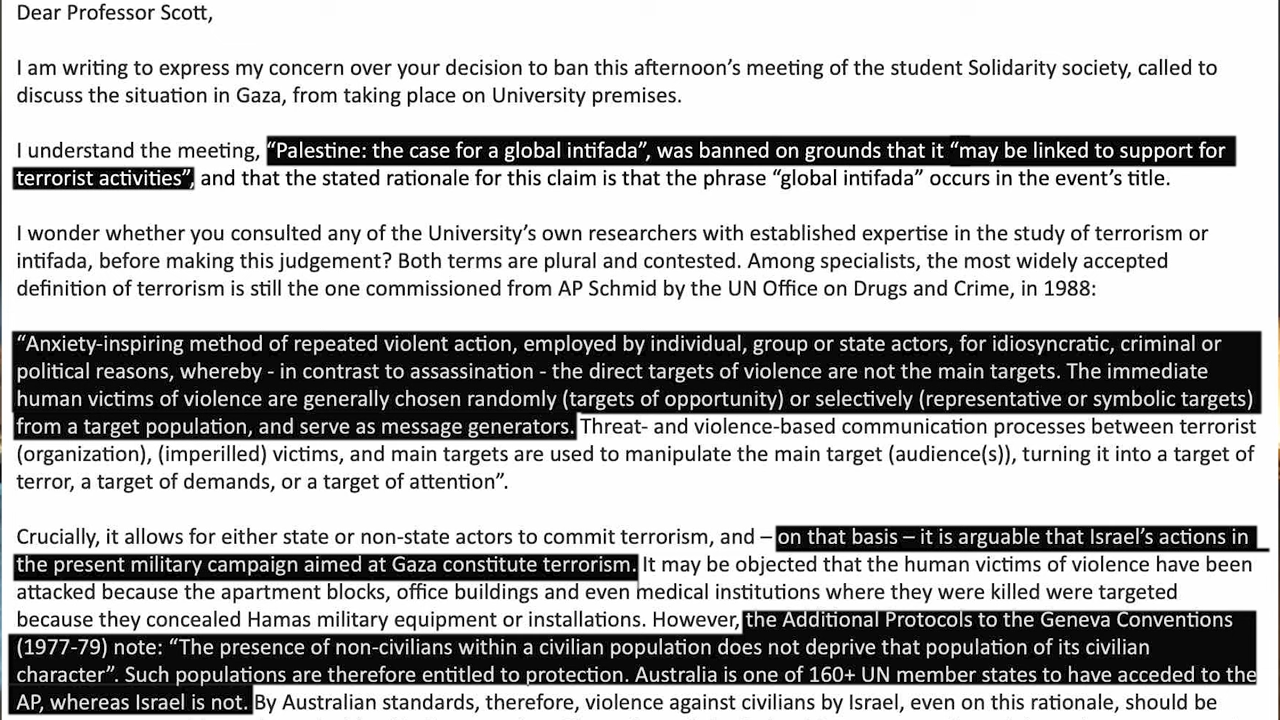 Dear Professor Scott,
I am writing to express my concern over your decision to ban this afternoon’s meeting of the student Solidarity society, called to
discuss the situation in Gaza, from taking place on University premises.
I understand the meeting, “Palestine: the case for a global intifada”, was banned on grounds that it “may be linked to support for
terrorist activities”, and that the stated rationale for this claim is that the phrase “global intifada” occurs in the event’s title.
I wonder whether you consulted any of the University’s own researchers with established expertise in the study of terrorism or
intifada, before making this judgement? Both terms are plural and contested. Among specialists, the most widely accepted
definition of terrorism is still the one commissioned from AP Schmid by the UN Office on Drugs and Crime, in 1988:
“Anxiety-inspiring method of repeated violent action, employed by individual, group or state actors, for idiosyncratic, criminal or
political reasons, whereby - in contrast to assassination - the direct targets of violence are not the main targets. The immediate
human victims of violence are generally chosen randomly (targets of opportunity) or selectively (representative or symbolic targets)
from a target population, and serve as message generators. Threat- and violence-based communication processes between terrorist
(organization), (imperilled) victims, and main targets are used to manipulate the main target (audience(s)), turning it into a target of
terror, a target of demands, or a target of attention”.
Crucially, it allows for either state or non-state actors to commit terrorism, and – on that basis – it is arguable that Israel’s actions in
the present military campaign aimed at Gaza constitute terrorism. It may be objected that the human victims of violence have been
attacked because the apartment blocks, office buildings and even medical institutions where they were killed were targeted
because they concealed Hamas military equipment or installations. However, the Additional Protocols to the Geneva Conventions
(1977-79) note: “The presence of non-civilians within a civilian population does not deprive that population of its civilian
character”. Such populations are therefore entitled to protection. Australia is one of 160+ UN member states to have acceded to the
AP, whereas Israel is not. By Australian standards, therefore, violence against civilians by Israel, even on this rationale, should be